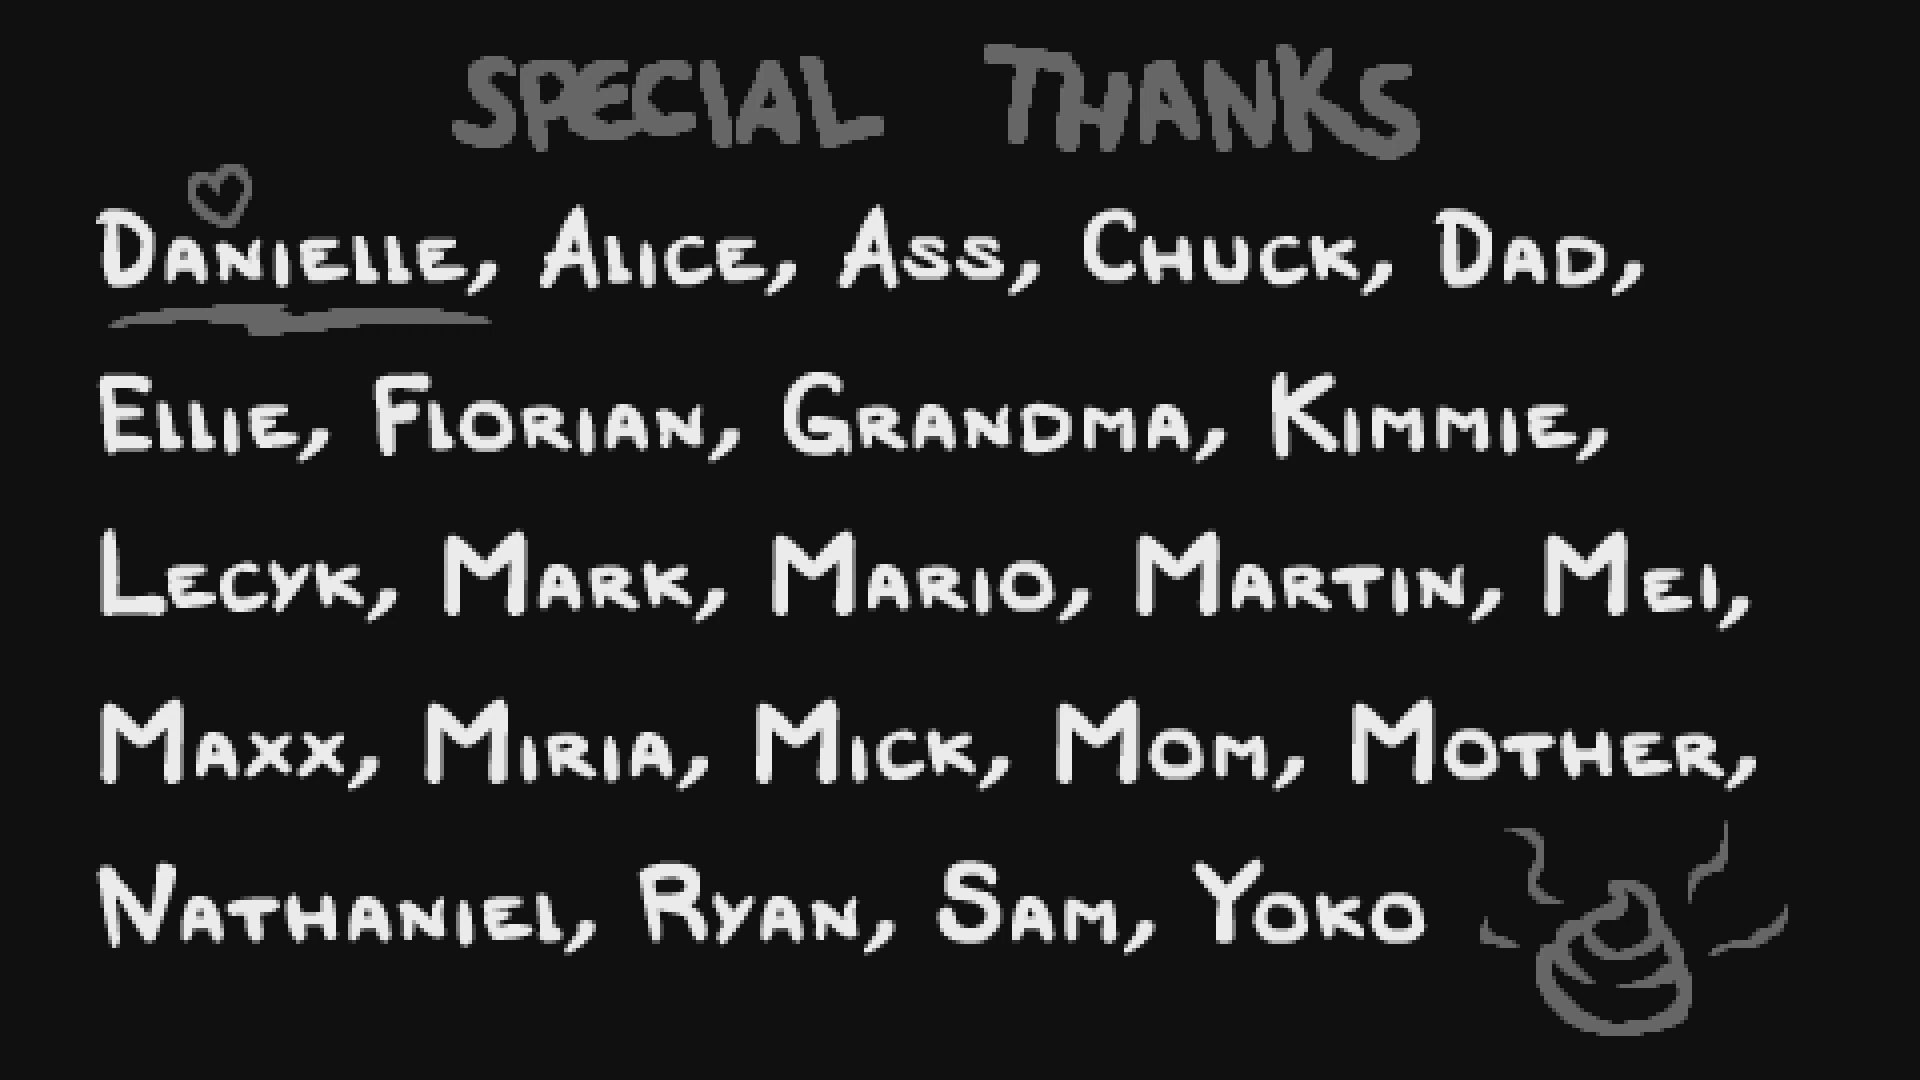 SPECIAL THANKS
DANIELLE, ALICE, ASS, CHUCK, DAD,
ELLIE, FLORIAN, GRANDMA, KIMMIE,
LECYK, MARK, MARIO, MARTIN, MEI,
MAXX, MIRIA, MICK, MOM, MOTHER,
NATHANIEL, RYAN, SAM, YOKO